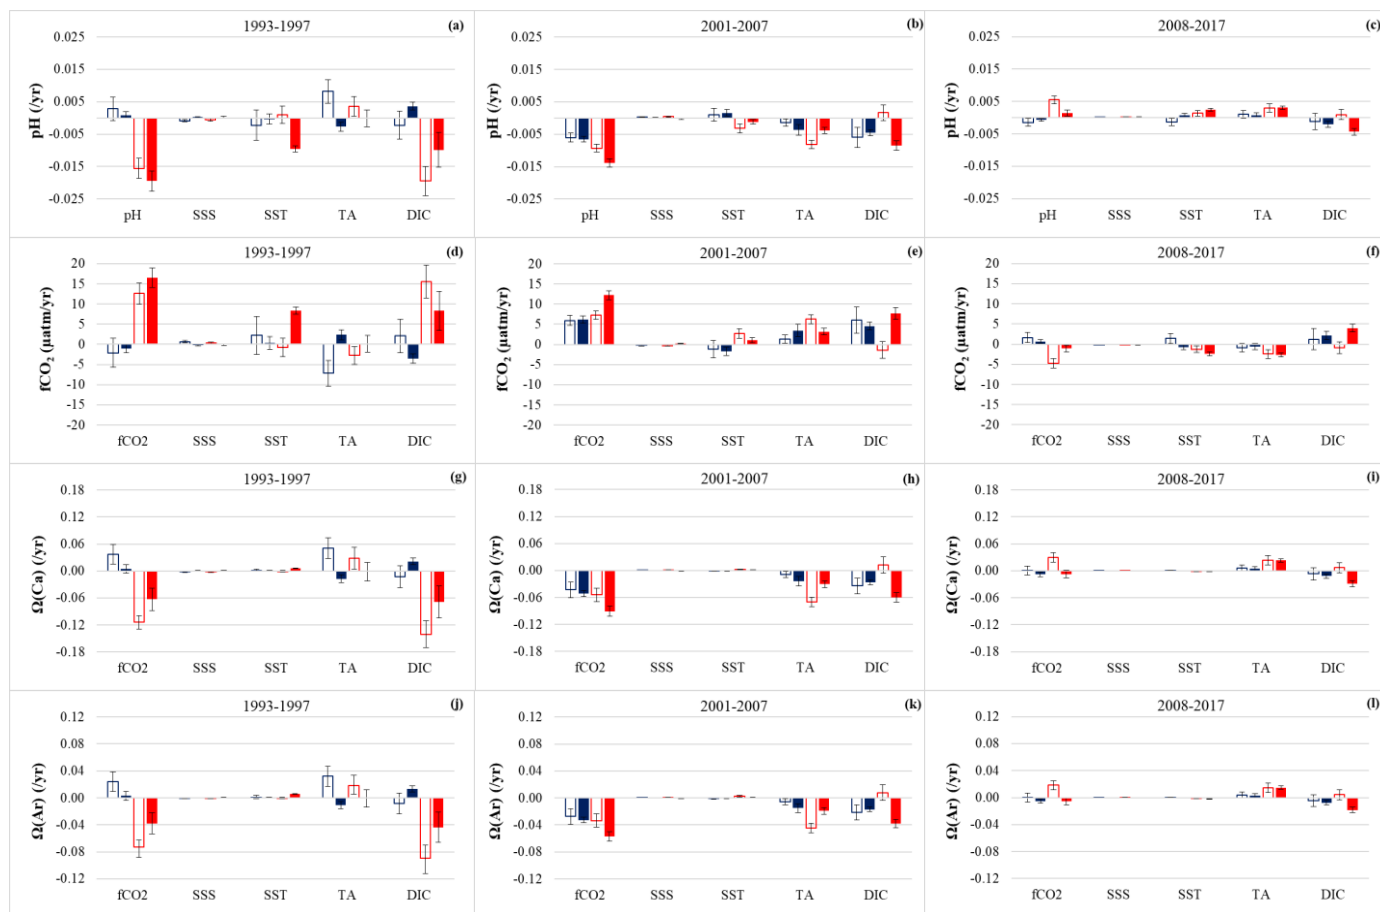 1993-1997 (a)
pH (/yr)
0.025
0.015
0.005
-0.005
-0.015
-0.025
pH SSS SST TA DIC
2001-2007 (b)
pH (/yr)
0.025
0.015
0.005
-0.005
-0.015
-0.025
pH SSS SST TA DIC
2008-2017 (c)
pH (/yr)
0.025
0.015
0.005
-0.005
-0.015
-0.025
pH SSS SST TA DIC
1993-1997 (d)
fCO₂ (µatm/yr)
20
15
10
5
0
-5
-10
-15
-20
fCO2 SSS SST TA DIC
2001-2007 (e)
fCO₂ (µatm/yr)
20
15
10
5
0
-5
-10
-15
-20
fCO2 SSS SST TA DIC
2008-2017 (f)
fCO₂ (µatm/yr)
20
15
10
5
0
-5
-10
-15
-20
fCO2 SSS SST TA DIC
1993-1997 (g)
Ω(Ca) (/yr)
0.18
0.12
0.06
0.00
-0.06
-0.12
-0.18
fCO2 SSS SST TA DIC
2001-2007 (h)
Ω(Ca) (/yr)
0.18
0.12
0.06
0.00
-0.06
-0.12
-0.18
fCO2 SSS SST TA DIC
2008-2017 (i)
Ω(Ca) (/yr)
0.18
0.12
0.06
0.00
-0.06
-0.12
-0.18
fCO2 SSS SST TA DIC
1993-1997 (j)
Ω(Ar) (/yr)
0.12
0.08
0.04
0.00
-0.04
-0.08
-0.12
fCO2 SSS SST TA DIC
2001-2007 (k)
Ω(Ar) (/yr)
0.12
0.08
0.04
0.00
-0.04
-0.08
-0.12
fCO2 SSS SST TA DIC
2008-2017 (l)
Ω(Ar) (/yr)
0.12
0.08
0.04
0.00
-0.04
-0.08
-0.12
fCO2 SSS SST TA DIC